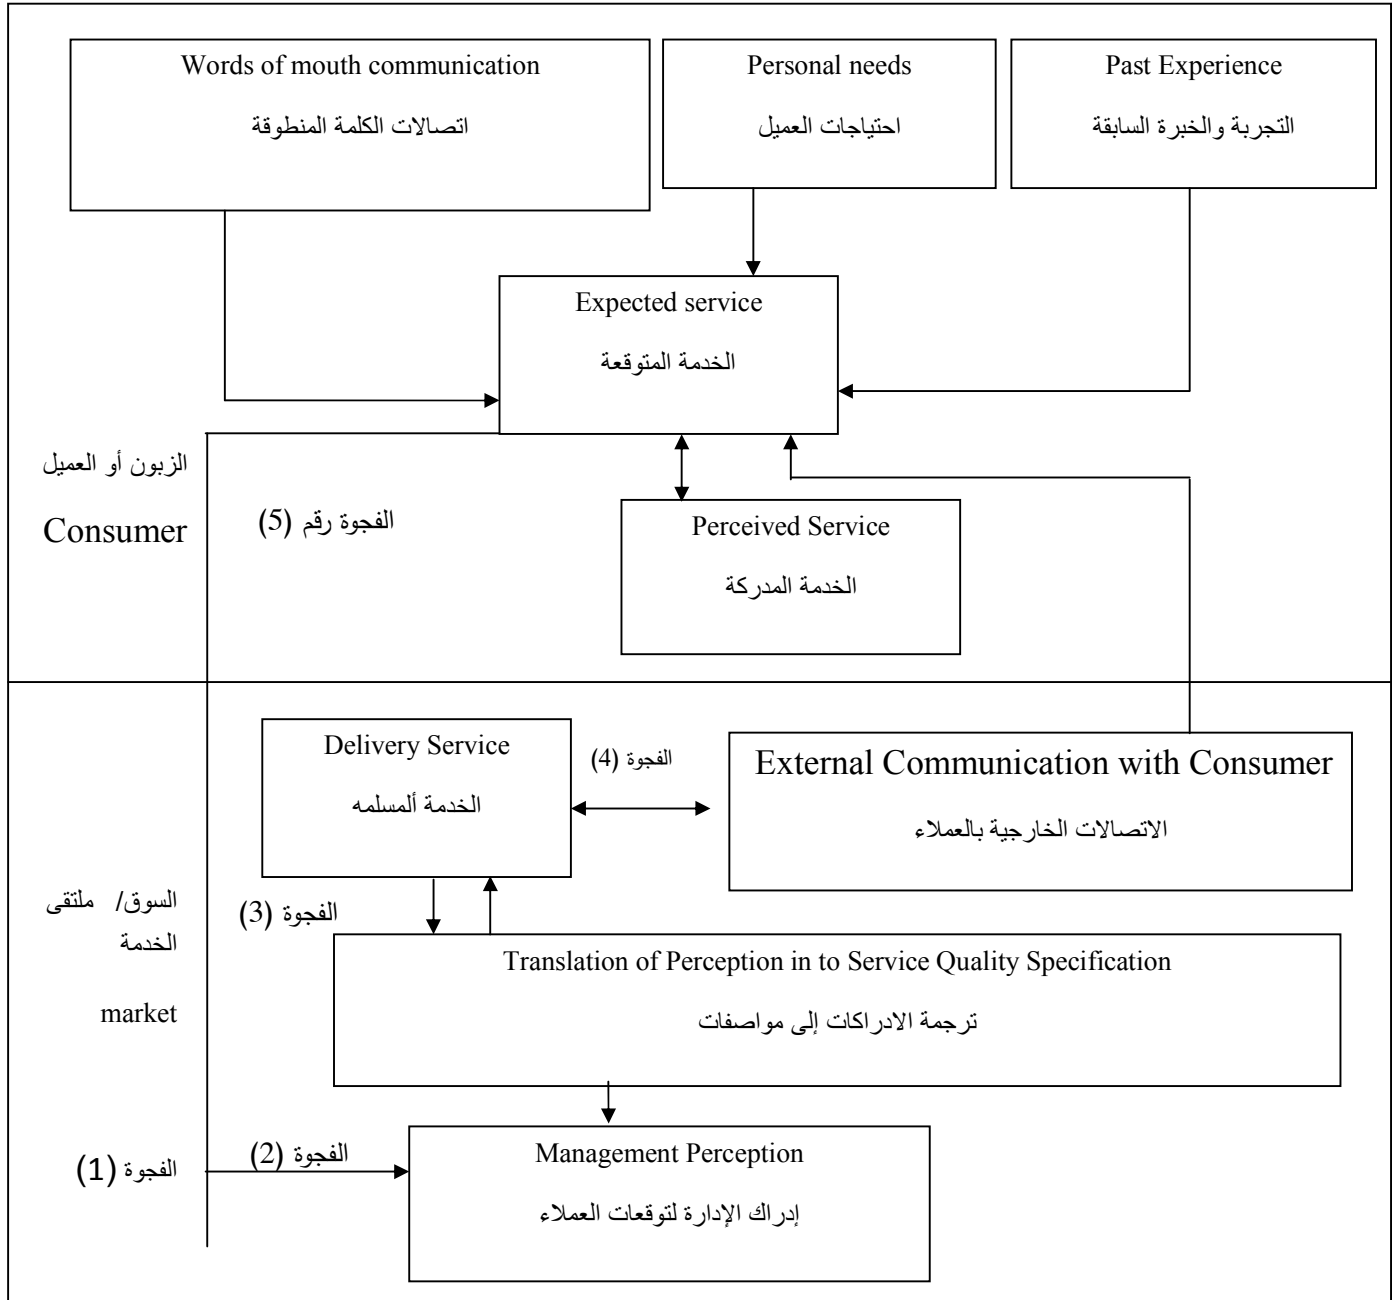 Words of mouth communication
اتصالات الكلمة المنطوقة
Personal needs
احتياجات العميل
Past Experience
التجربة والخبرة السابقة
Expected service
الخدمة المتوقعة
الزبون أو العميل
Consumer
الفجوة رقم (5)
Perceived Service
الخدمة المدركة
Delivery Service
الخدمة ألمسلمه
الفجوة (4)
External Communication with Consumer
الاتصالات الخارجية بالعملاء
السوق/ ملتقى
الخدمة
market
الفجوة (3)
Translation of Perception in to Service Quality Specification
ترجمة الادراكات إلى مواصفات
الفجوة (1)
الفجوة (2)
Management Perception
إدراك الإدارة لتوقعات العملاء